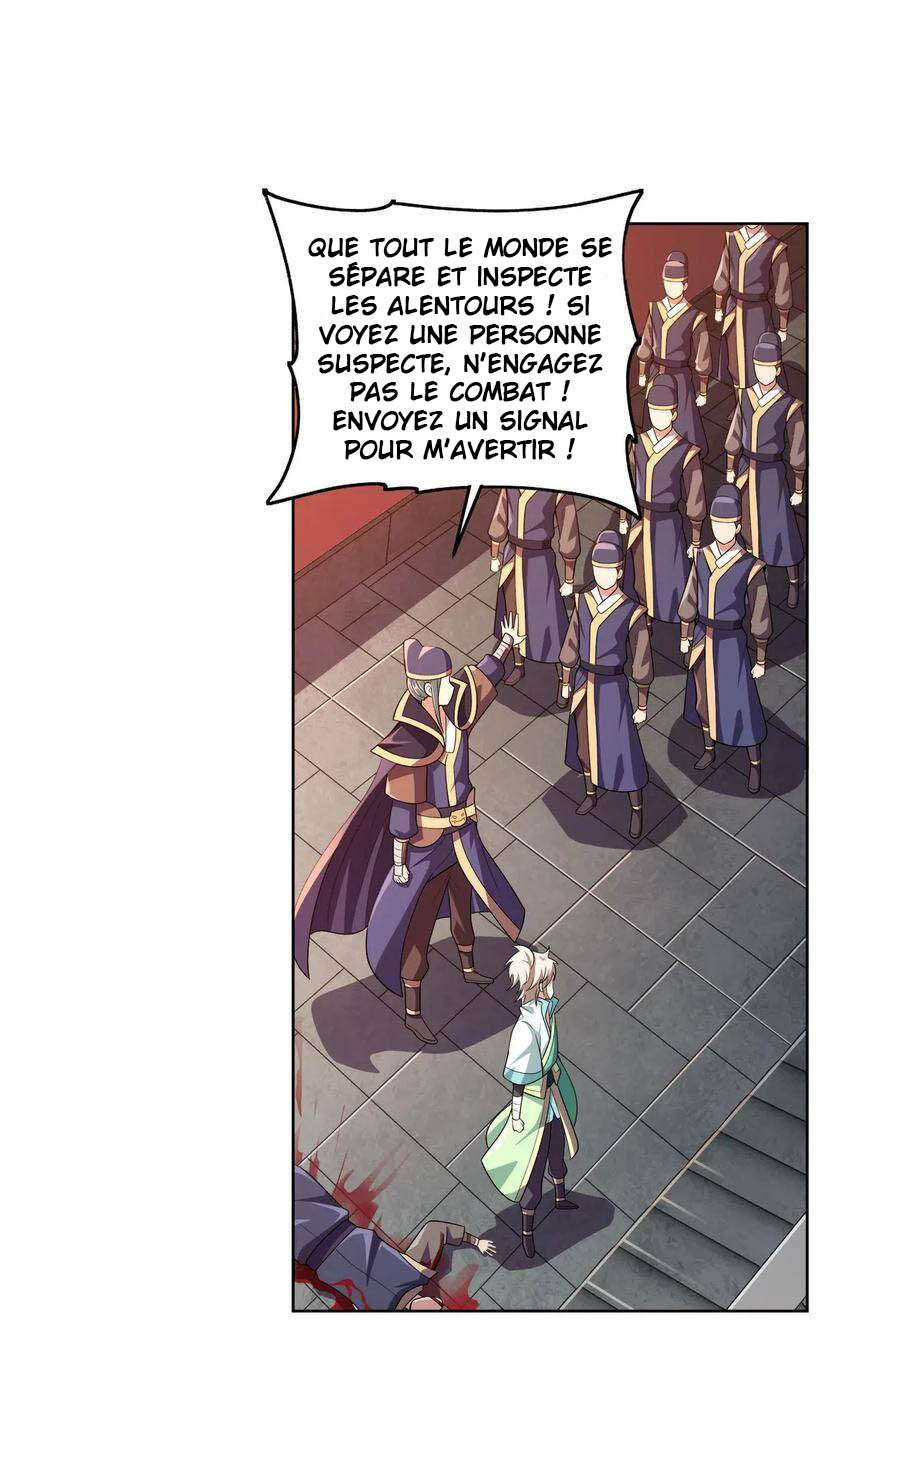 QUE TOUT LE MONDE SE
SÉPARE ET INSPECTE
LES ALENTOURS ! SI
VOYEZ UNE PERSONNE
SUSPECTE, N'ENGAGEZ
PAS LE COMBAT !
ENVOYEZ UN SIGNAL
POUR M'AVERTIR !